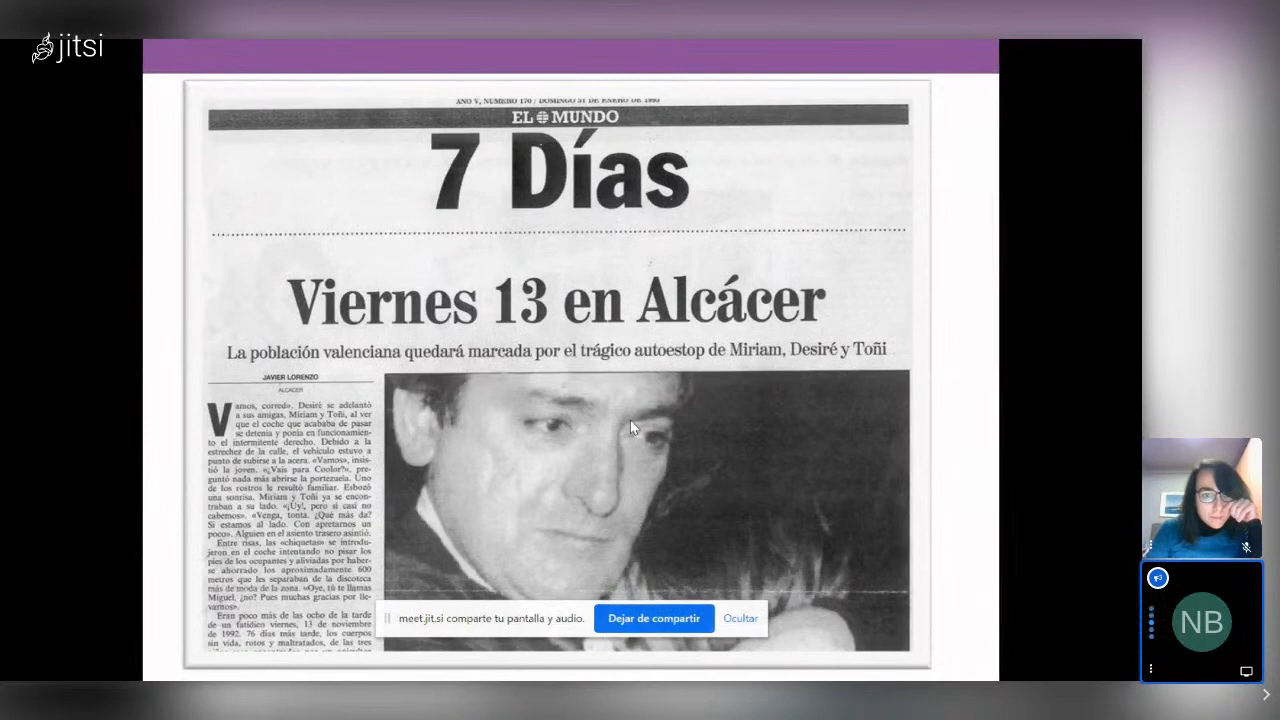 jitsi
AÑO V, NUMERO 170 / DOMINGO 31 DE ENERO DE 1993
EL MUNDO
7 Días
Viernes 13 en Alcácer
La población valenciana quedará marcada por el trágico autoestop de Miriam, Desiré y Toñi
JAVIER LORENZO
ALCACER
Vamos, corred». Desiré se adelantó
a sus amigas, Miriam y Toñi, al ver
que el coche que acababa de pasar
se detenía y ponía en funcionamien-
to el intermitente derecho. Debido a la
estrechez de la calle, el vehículo estuvo a
punto de subirse a la acera. «Vamos», insis-
tió la joven. «¿Vais para Coolor?», pre-
guntó nada más abrirse la portezuela. Uno
de los rostros le resultó familiar. Esbozó
una sonrisa. Miriam y Toñi ya se encon-
traban a su lado. «¡Uy!, pero si casi no
cabemos». «Venga, tonta. ¿Qué más da?
Si estamos al lado. Con apretarnos un
poco». Alguien en el asiento trasero asintió.
Entre risas, las «chiquetas» se introdu-
jeron en el coche intentando no pisar los
pies de los ocupantes y aliviadas por haber-
se ahorrado los aproximadamente 600
metros que les separaban de la discoteca
más de moda de la zona. «Oye, tú te llamas
Miguel, ¿no? Pues muchas gracias por lle-
varnos».
Eran poco más de las ocho de la tarde
de un fatídico viernes, 13 de noviembre
de 1992. 76 días más tarde, los cuerpos
sin vida, rotos y maltratados, de las tres
meet.jit.si comparte tu pantalla y audio.
Dejar de compartir
Ocultar
NB